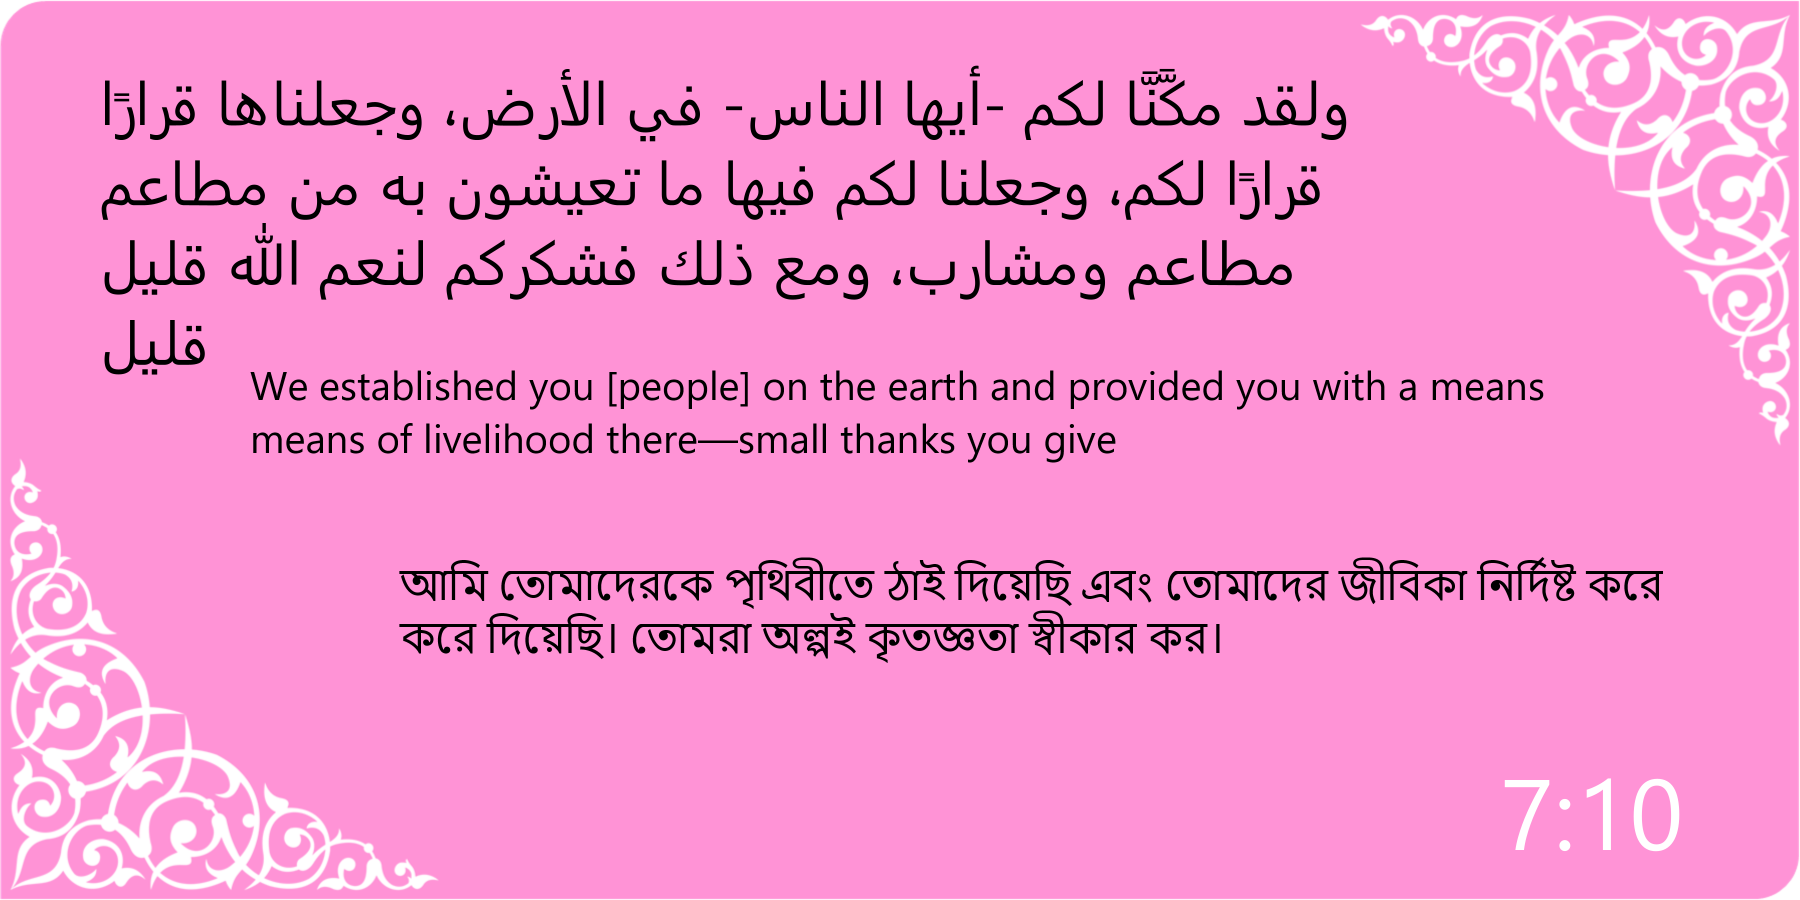 ولقد مكَّنَّا لكم -أيها الناس- في الأرض، وجعلناها قرارًا
قرارًا لكم، وجعلنا لكم فيها ما تعيشون به من مطاعم
مطاعم ومشارب، ومع ذلك فشكركم لنعم الله قليل
قليل
We established you [people] on the earth and provided you with a means
means of livelihood there—small thanks you give
আমি তোমাদেরকে পৃথিবীতে ঠাই দিয়েছি এবং তোমাদের জীবিকা নির্দিষ্ট করে
করে দিয়েছি। তোমরা অল্পই কৃতজ্ঞতা স্বীকার কর।
7:10